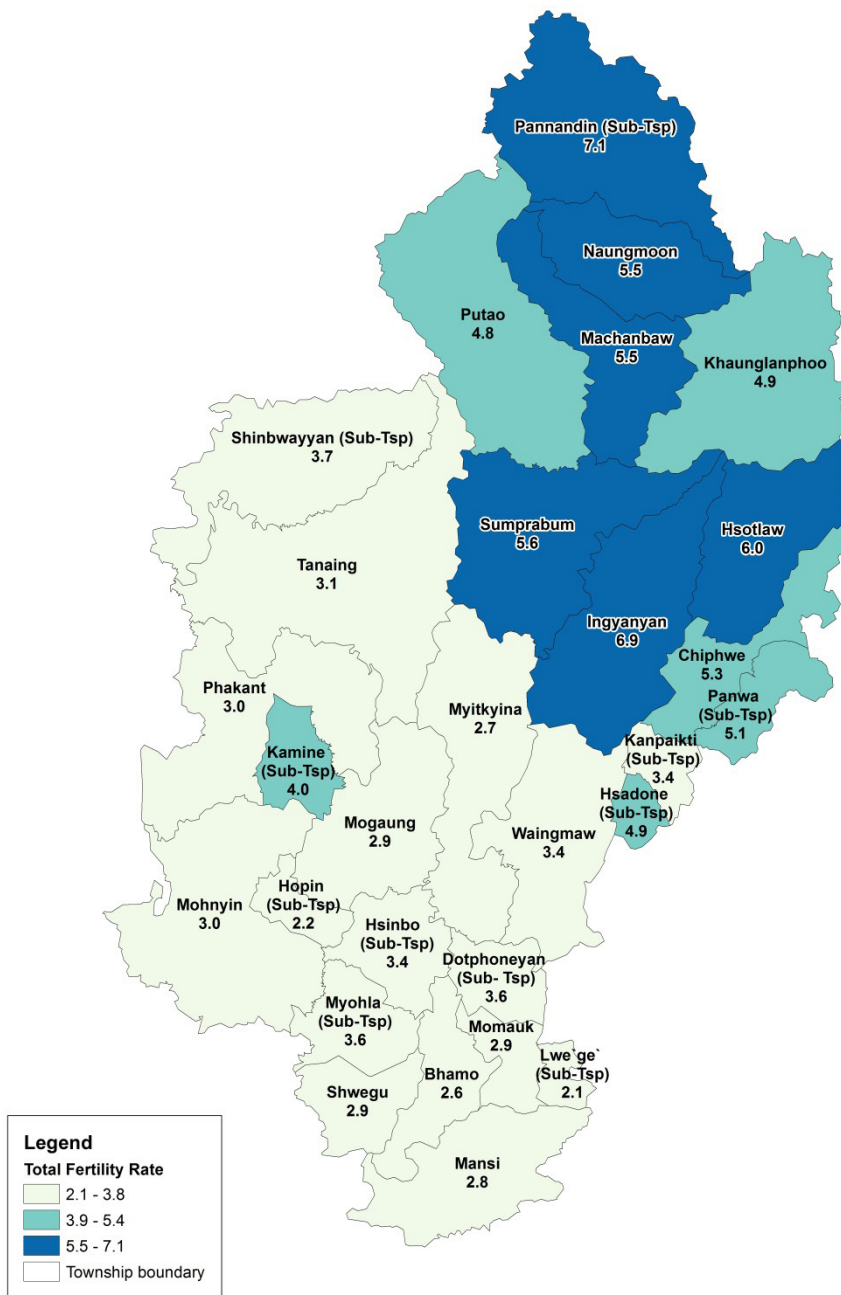 Pannandin (Sub-Tsp)
7.1
Naungmoon
5.5
Putao
4.8
Machanbaw
5.5
Khaunglanphoo
4.9
Shinbwayyan (Sub-Tsp)
3.7
Sumprabum
5.6
Hsotlaw
6.0
Tanaing
3.1
Ingyanyan
6.9
Chiphwe
5.3
Phakant
3.0
Myitkyina
2.7
Panwa
(Sub-Tsp)
5.1
Kamine
(Sub-Tsp)
4.0
Kanpaikti
(Sub-Tsp)
3.4
Hsadone
(Sub-Tsp)
4.9
Mogaung
2.9
Waingmaw
3.4
Hopin
(Sub-Tsp)
2.2
Mohnyin
3.0
Hsinbo
(Sub-Tsp)
3.4
Dotphoneyan
(Sub- Tsp)
3.6
Myohla
(Sub-Tsp)
3.6
Momauk
2.9
Lwe`ge`
(Sub-Tsp)
2.1
Bhamo
2.6
Shwegu
2.9
Mansi
2.8
Legend
Total Fertility Rate
2.1 - 3.8
3.9 - 5.4
5.5 - 7.1
Township boundary